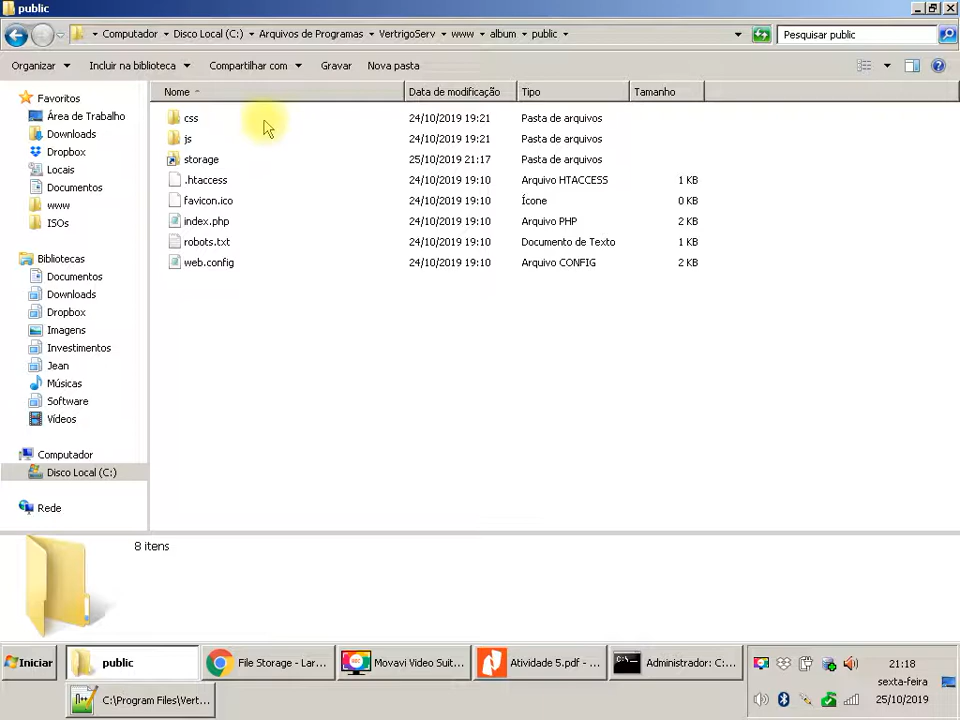 public
Computador
Disco Local (C:)
Arquivos de Programas
VertrigoServ
www
album
public
Pesquisar public
Organizar
Incluir na biblioteca
Compartilhar com
Gravar
Nova pasta
Favoritos
Área de Trabalho
Downloads
Dropbox
Locais
Documentos
www
ISOs
Bibliotecas
Documentos
Downloads
Dropbox
Imagens
Investimentos
Jean
Músicas
Software
Vídeos
Computador
Disco Local (C:)
Rede
Nome Data de modificação Tipo Tamanho
css 24/10/2019 19:21 Pasta de arquivos
js 24/10/2019 19:21 Pasta de arquivos
storage 25/10/2019 21:17 Pasta de arquivos
.htaccess 24/10/2019 19:10 Arquivo HTACCESS 1 KB
favicon.ico 24/10/2019 19:10 Ícone 0 KB
index.php 24/10/2019 19:10 Arquivo PHP 2 KB
robots.txt 24/10/2019 19:10 Documento de Texto 1 KB
web.config 24/10/2019 19:10 Arquivo CONFIG 2 KB
8 itens
Iniciar
public
File Storage - Lar...
Movavi Video Suit...
Atividade 5.pdf - ...
Administrador: C:...
C:\Program Files\Vert...
21:18
sexta-feira
25/10/2019